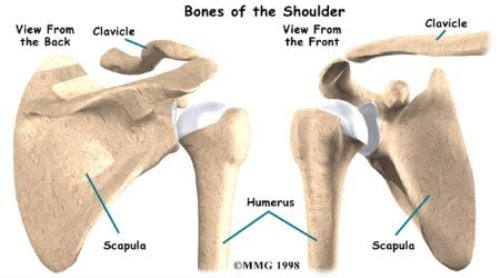 Bones of the Shoulder
View From
the Back
Clavicle
View From
the Front
Clavicle
Humerus
Scapula
Scapula
©MMG 1998